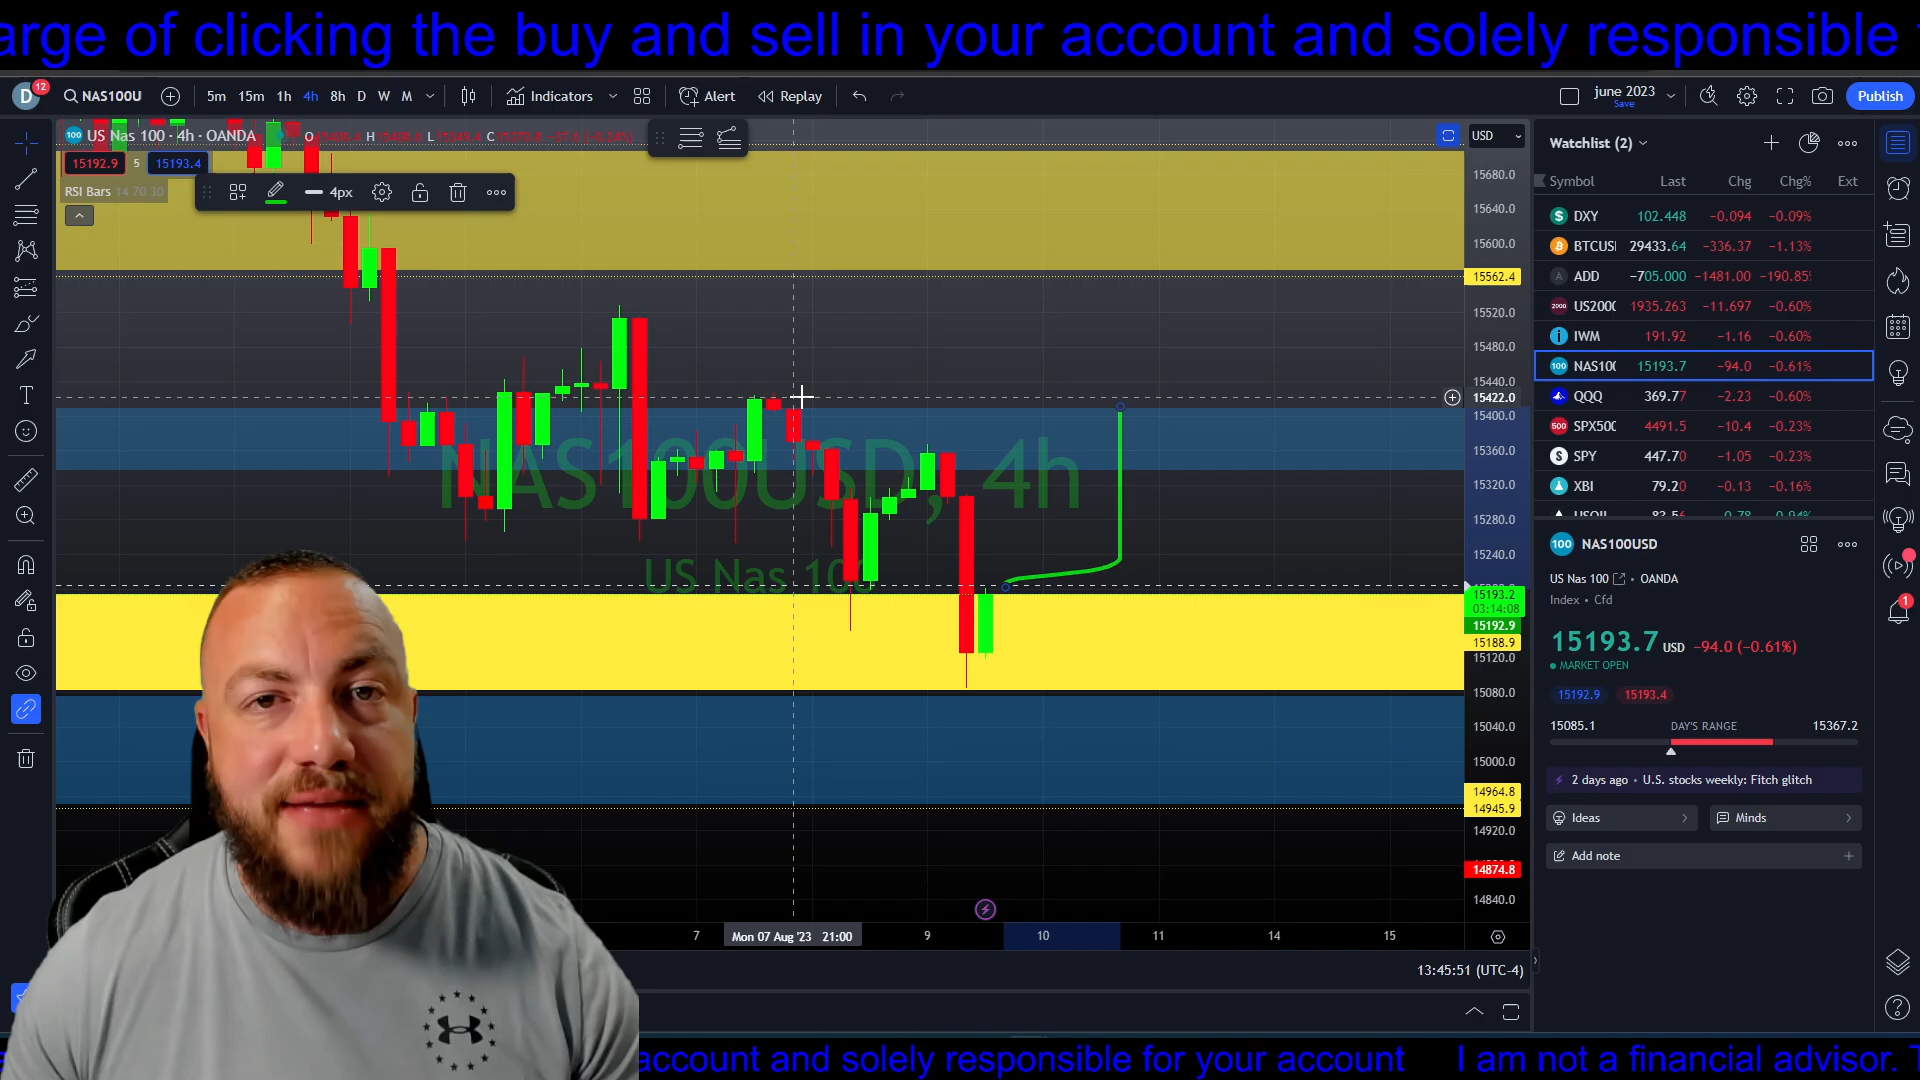 arge of clicking the buy and sell in your account and solely responsible
D 12 NAS100U 5m 15m 1h 4h 8h D W M Indicators Alert Replay june 2023 Save Publish
US Nas 100 · 4h · OANDA O H L C
USD
15192.9 5 15193.4
RSI Bars 14 70 30
4px
NAS100USD, 4h
US Nas 100
15680.0
15640.0
15600.0
15562.4
15520.0
15480.0
15440.0
15422.0
15400.0
15360.0
15320.0
15280.0
15240.0
15193.2
03:14:08
15192.9
15188.9
15120.0
15080.0
15040.0
15000.0
14964.8
14945.9
14920.0
14874.8
14840.0
7 Mon 07 Aug '23 21:00 9 10 11 14 15
13:45:51 (UTC-4)
Watchlist (2)
Symbol Last Chg Chg% Ext
DXY 102.448 −0.094 −0.09%
BTCUSI 29433.64 −336.37 −1.13%
ADD −705.000 −1481.00 −190.85
US200 1935.263 −11.697 −0.60%
IWM 191.92 −1.16 −0.60%
NAS10 15193.7 −94.0 −0.61%
QQQ 369.77 −2.23 −0.60%
SPX50 4491.5 −10.4 −0.23%
SPY 447.70 −1.05 −0.23%
XBI 79.20 −0.13 −0.16%
NAS100USD
US Nas 100 · OANDA
Index · Cfd
15193.7 USD −94.0 (−0.61%)
MARKET OPEN
15192.9 15193.4
15085.1 DAY'S RANGE 15367.2
2 days ago · U.S. stocks weekly: Fitch glitch
Ideas Minds
Add note
account and solely responsible for your account I am not a financial advisor.